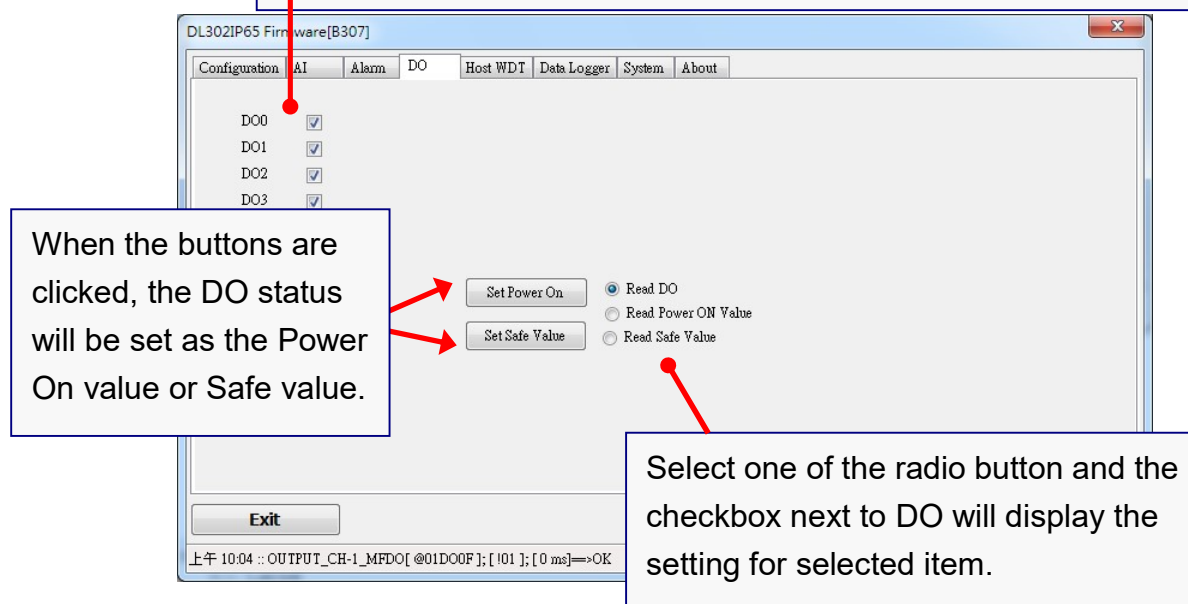 DL302IP65 Firmware[B307]
Configuration AI Alarm DO Host WDT Data Logger System About
DO0
DO1
DO2
DO3
When the buttons are
clicked, the DO status
will be set as the Power
On value or Safe value.
Set Power On
Read DO
Read Power ON Value
Set Safe Value
Read Safe Value
Select one of the radio button and the
checkbox next to DO will display the
setting for selected item.
Exit
上午 10:04 :: OUTPUT_CH-1_MFDO[ @01DO0F ]; [ !01 ]; [ 0 ms]==>OK